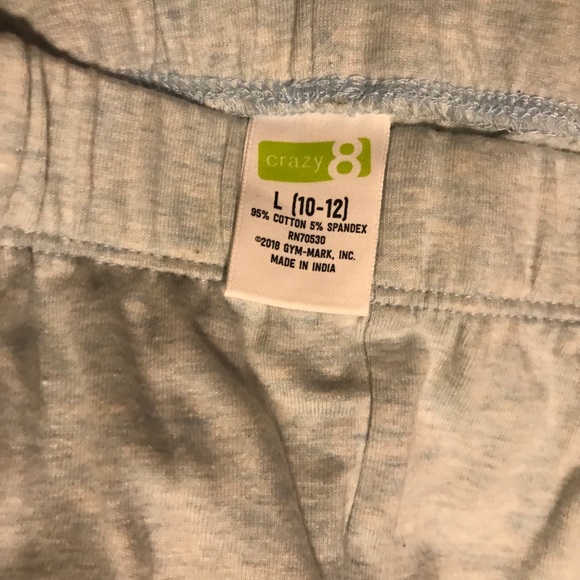 crazy 8
L (10-12)
95% COTTON 5% SPANDEX
RN70530
©2018 GYM-MARK, INC.
MADE IN INDIA